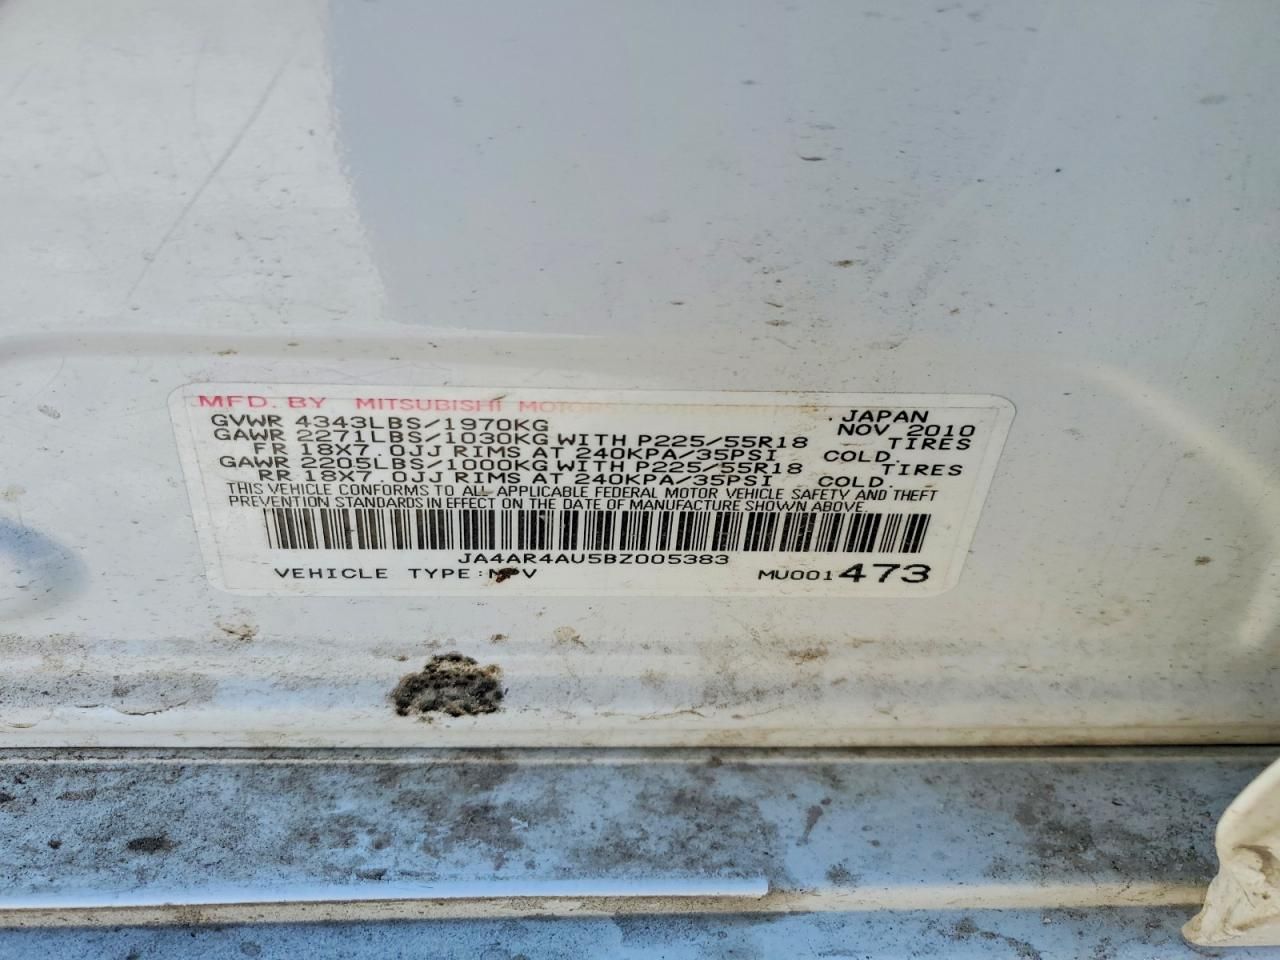 MFD. BY MITSUBISHI MOTORS CORPORATION JAPAN
GVWR 4343LBS/1970KG NOV 2010
GAWR 2271LBS/1030KG WITH P225/55R18 TIRES
FR 18X7.0JJ RIMS AT 240KPA/35PSI COLD.
GAWR 2205LBS/1000KG WITH P225/55R18 TIRES
RR 18X7.0JJ RIMS AT 240KPA/35PSI COLD.
THIS VEHICLE CONFORMS TO ALL APPLICABLE FEDERAL MOTOR VEHICLE SAFETY AND THEFT
PREVENTION STANDARDS IN EFFECT ON THE DATE OF MANUFACTURE SHOWN ABOVE.
JA4AR4AU5BZ005383
VEHICLE TYPE:MPV MU001473